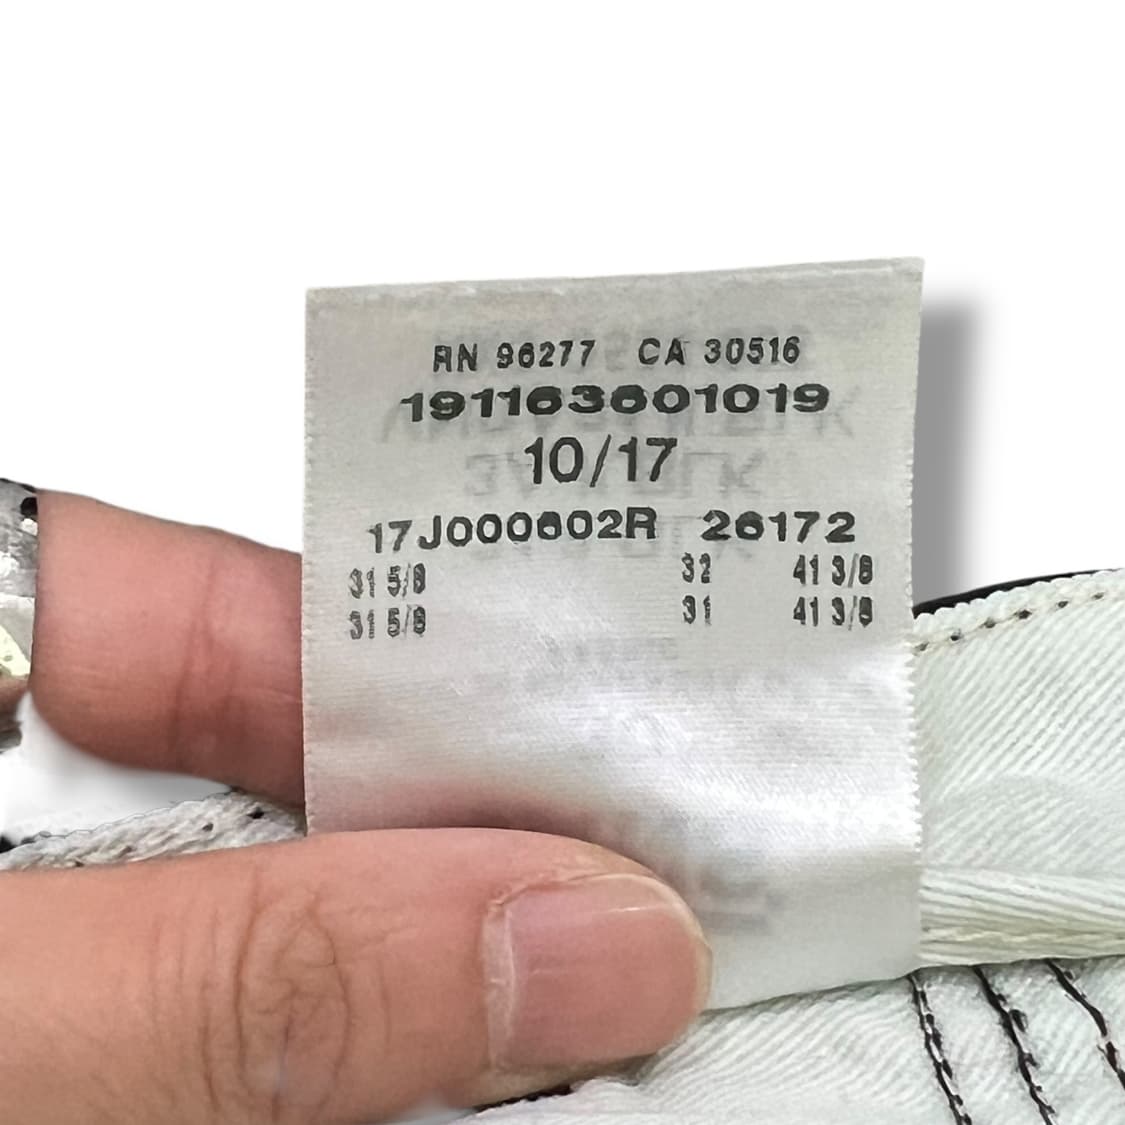 RN 96277 CA 30516
191163601019
10/17
17J000602R 26172
31 5/8 32 41 3/8
31 5/8 31 41 3/8